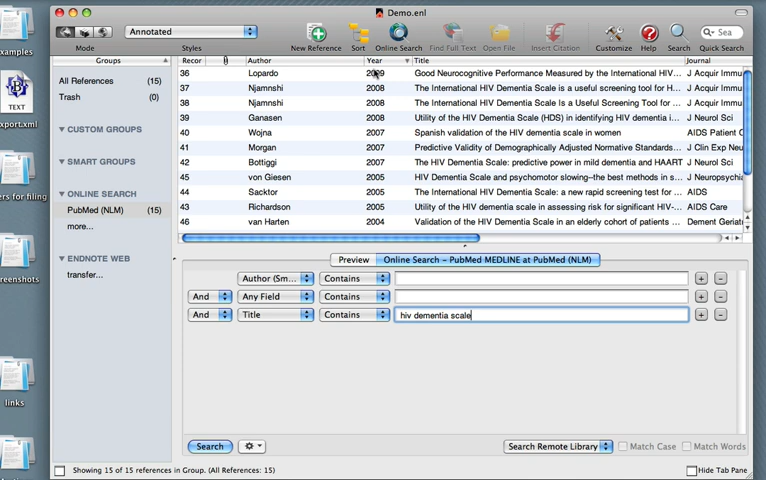 Demo.enl
Annotated
Mode
Styles
New Reference
Sort
Online Search
Find Full Text
Open File
Insert Citation
Customize
Help
Search
Quick Search
Sea
Groups
Recor
Author
Year
Title
Journal
All References (15)
Trash (0)
CUSTOM GROUPS
SMART GROUPS
ONLINE SEARCH
PubMed (NLM) (15)
more...
ENDNOTE WEB
transfer...
36 Lopardo 2009 Good Neurocognitive Performance Measured by the International HIV... J Acquir Immu
37 Njamnshi 2008 The International HIV Dementia Scale is a useful screening tool for H... J Acquir Immu
38 Njamnshi 2008 The International HIV Dementia Scale Is a Useful Screening Tool for ... J Acquir Immu
39 Ganasen 2008 Utility of the HIV Dementia Scale (HDS) in identifying HIV dementia i... J Neurol Sci
40 Wojna 2007 Spanish validation of the HIV dementia scale in women AIDS Patient C
41 Morgan 2007 Predictive Validity of Demographically Adjusted Normative Standards... J Clin Exp Neu
42 Bottiggi 2007 The HIV Dementia Scale: predictive power in mild dementia and HAART J Neurol Sci
45 von Giesen 2005 HIV Dementia Scale and psychomotor slowing--the best methods in s... J Neuropsychia
44 Sacktor 2005 The International HIV Dementia Scale: a new rapid screening test for ... AIDS
43 Richardson 2005 Utility of the HIV dementia scale in assessing risk for significant HIV-... AIDS Care
46 van Harten 2004 Validation of the HIV Dementia Scale in an elderly cohort of patients ... Dement Geriat
Preview
Online Search - PubMed MEDLINE at PubMed (NLM)
Author (Sm... Contains
And Any Field Contains
And Title Contains hiv dementia scale
Search
Search Remote Library
Match Case
Match Words
Showing 15 of 15 references in Group. (All References: 15)
Hide Tab Pane
examples
TEXT
xport.xml
ers for filing
reenshots
links